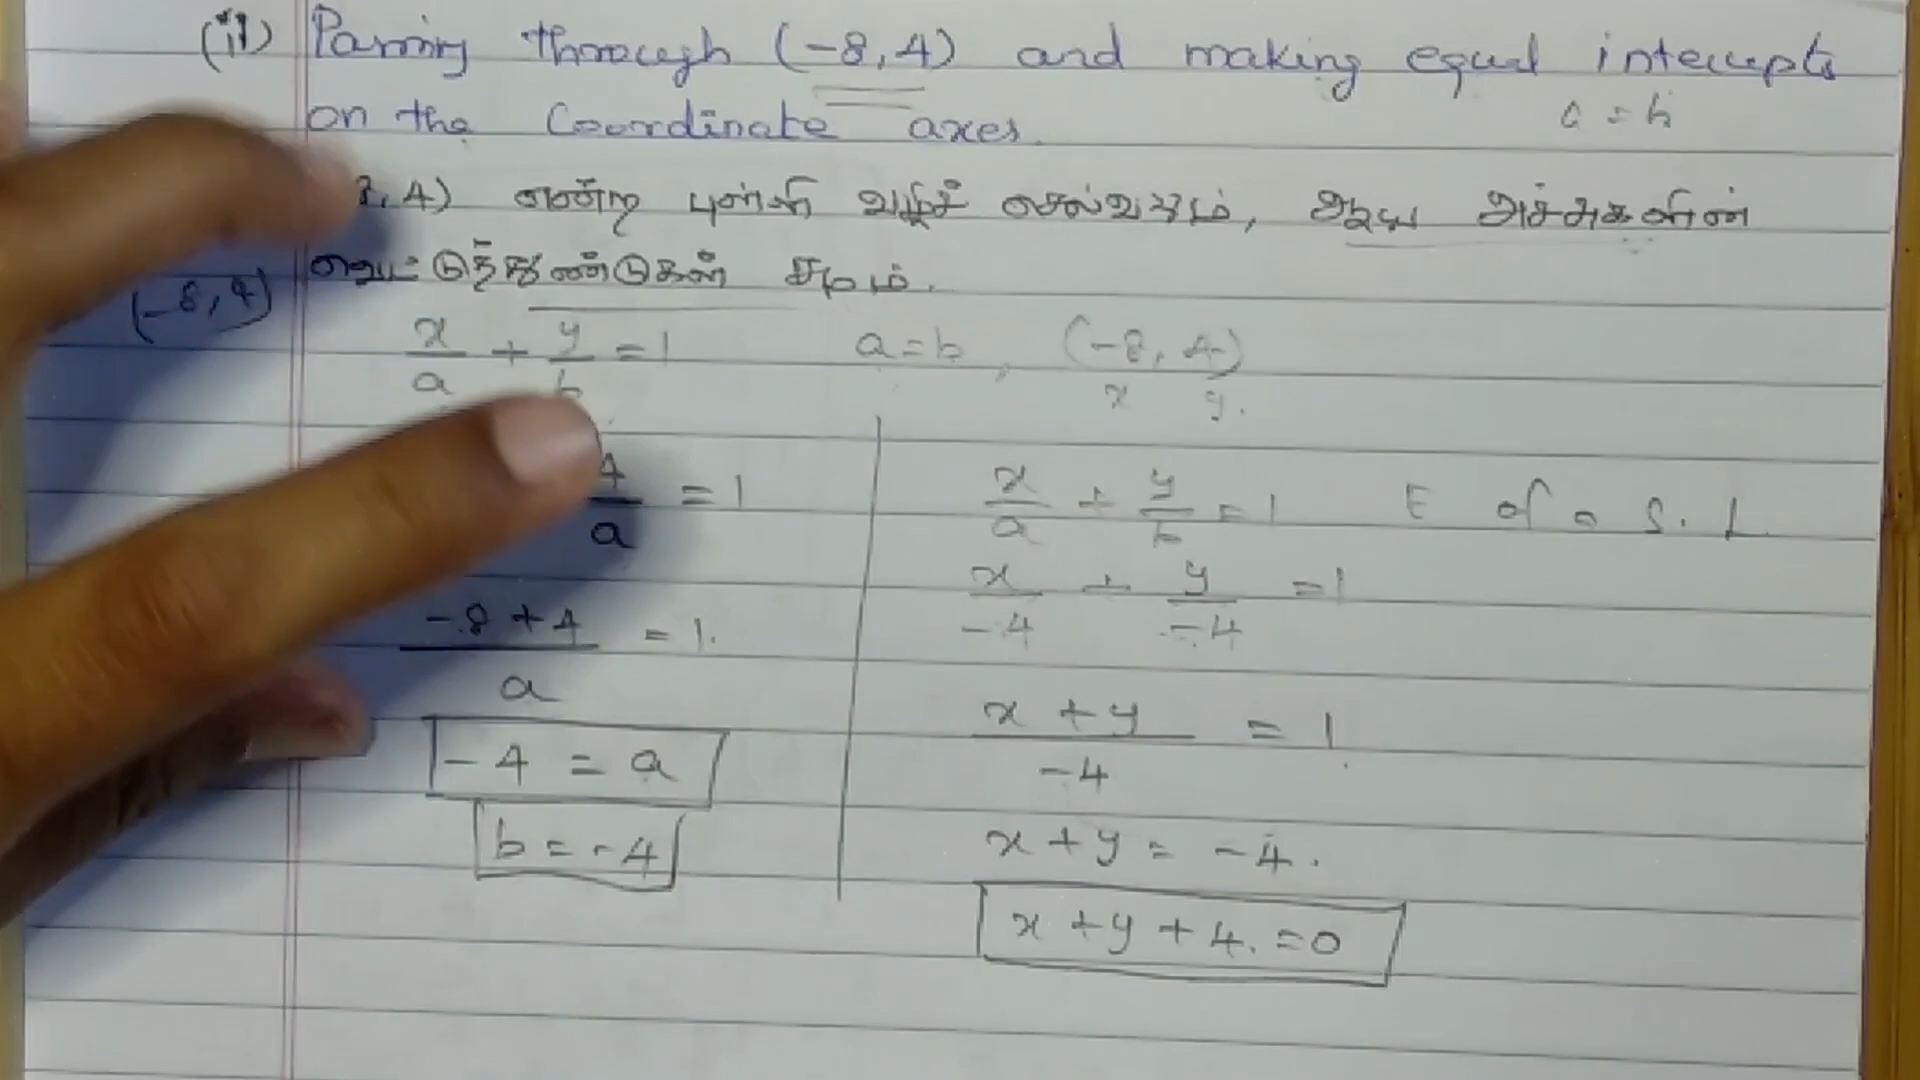 (ii) Passing through (-8, 4) and making equal intercepts
a = b
on the Coordinate axes.
8, 4) என்ற புள்ளி வழிச் செல்வதும், ஆய அச்சுகளின்
வெட்டுத்துண்டுகள் சமம்.
(-8, 4)
x/a + y/b = 1 a = b, (-8, 4)
x y.
4/a = 1
(-8 + 4)/a = 1.
-4 = a
b = -4
x/a + y/b = 1 E of a S. L
x/-4 + y/-4 = 1
(x + y)/-4 = 1
x + y = -4.
x + y + 4. = 0